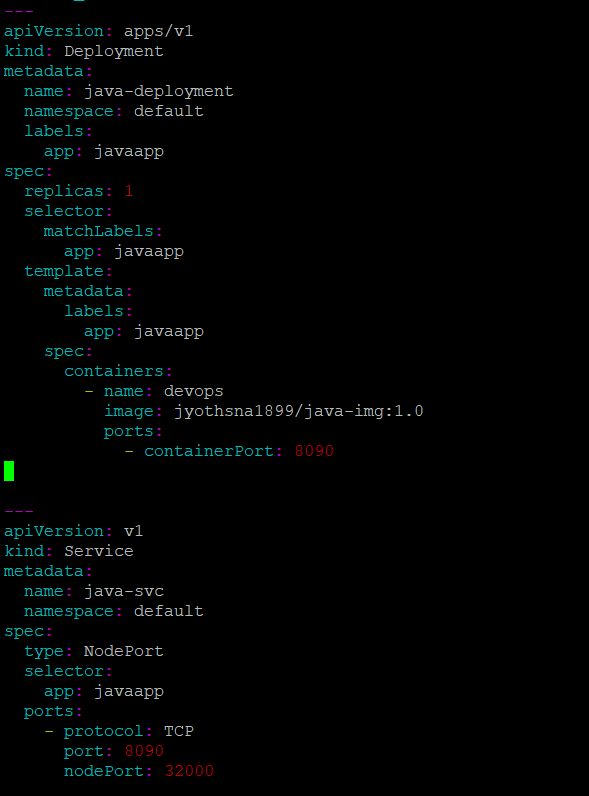 ---
apiVersion: apps/v1
kind: Deployment
metadata:
  name: java-deployment
  namespace: default
  labels:
    app: javaapp
spec:
  replicas: 1
  selector:
    matchLabels:
      app: javaapp
  template:
    metadata:
      labels:
        app: javaapp
    spec:
      containers:
        - name: devops
          image: jyothsna1899/java-img:1.0
          ports:
            - containerPort: 8090

---
apiVersion: v1
kind: Service
metadata:
  name: java-svc
  namespace: default
spec:
  type: NodePort
  selector:
    app: javaapp
  ports:
    - protocol: TCP
      port: 8090
      nodePort: 32000